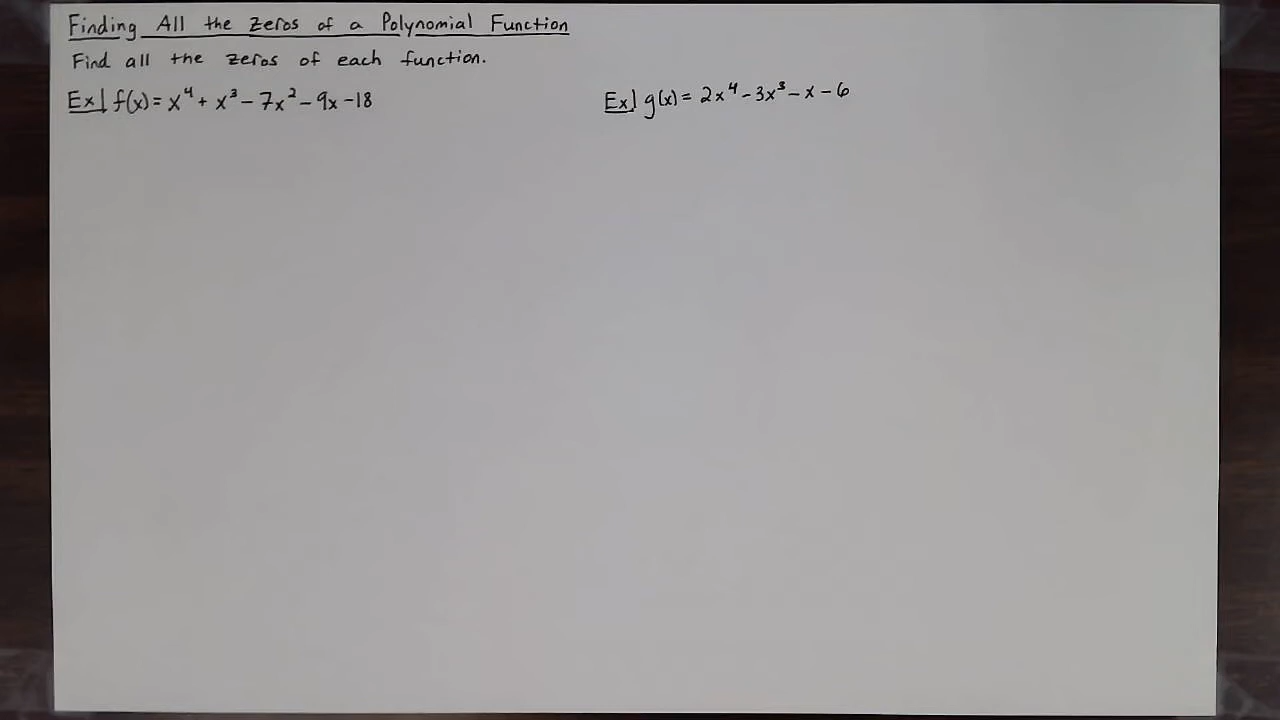 Finding All the Zeros of a Polynomial Function
Find all the zeros of each function.
Ex] f(x) = x⁴ + x³ - 7x² - 9x - 18
Ex] g(x) = 2x⁴ - 3x³ - x - 6